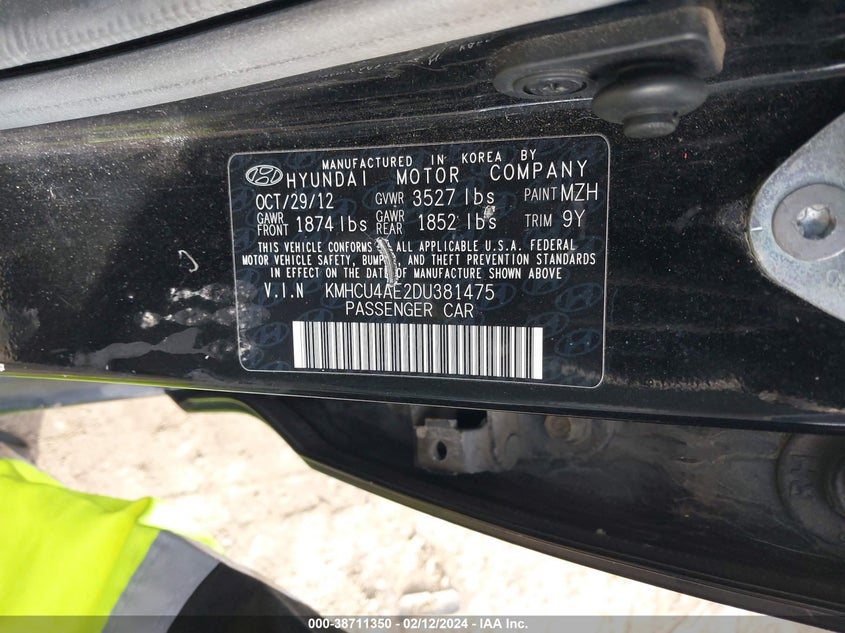 MANUFACTURED IN KOREA BY
HYUNDAI MOTOR COMPANY
OCT/29/12 GVWR 3527 lbs PAINT MZH
GAWR FRONT 1874 lbs GAWR REAR 1852 lbs TRIM 9Y
THIS VEHICLE CONFORMS ALL APPLICABLE U.S.A. FEDERAL
MOTOR VEHICLE SAFETY, BUMP , AND THEFT PREVENTION STANDARDS
IN EFFECT ON THE DATE OF MANUFACTURE SHOWN ABOVE
V.I.N KMHCU4AE2DU381475
PASSENGER CAR
RH
000-38711350 - 02/12/2024 - IAA Inc.